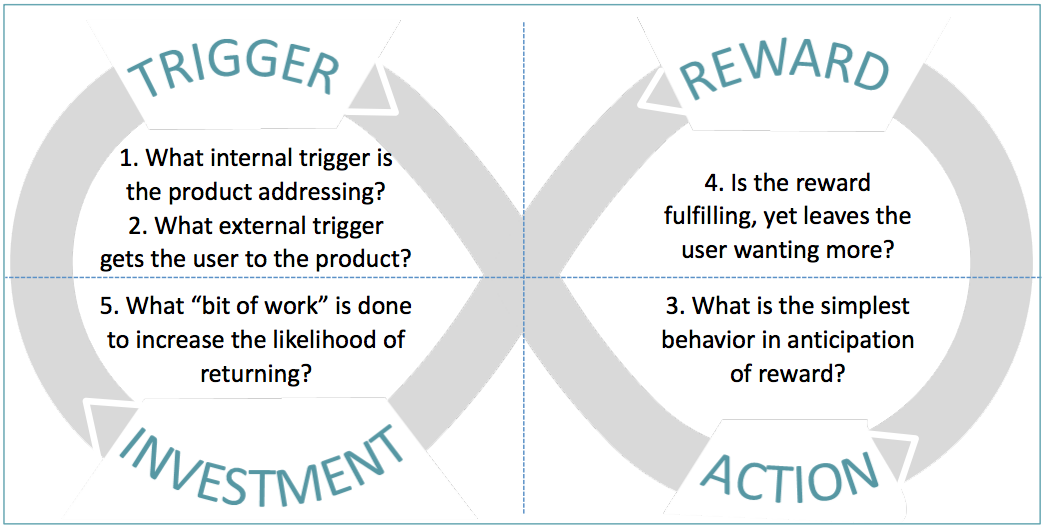 TRIGGER
1. What internal trigger is
the product addressing?
2. What external trigger
gets the user to the product?
REWARD
4. Is the reward
fulfilling, yet leaves the
user wanting more?
5. What “bit of work” is done
to increase the likelihood of
returning?
INVESTMENT
3. What is the simplest
behavior in anticipation
of reward?
ACTION